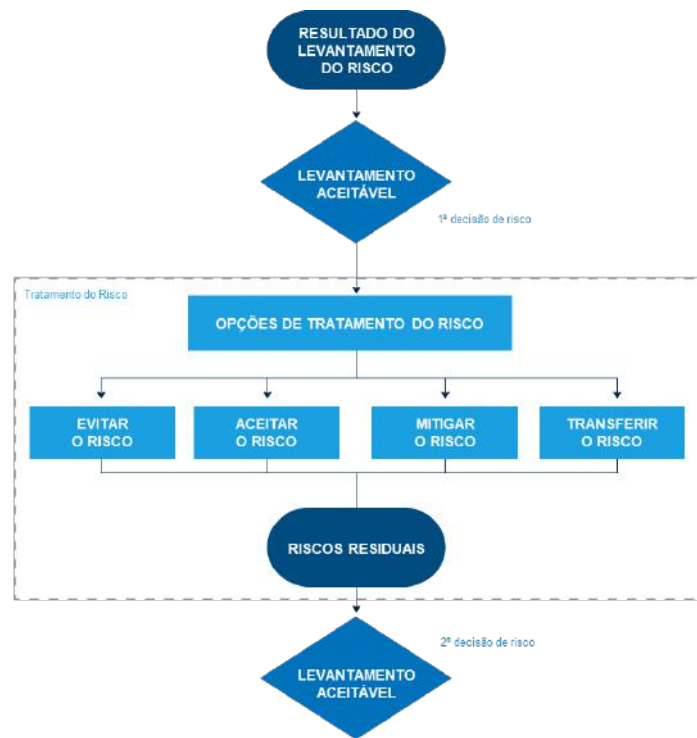 RESULTADO DO
LEVANTAMENTO
DO RISCO
LEVANTAMENTO
ACEITÁVEL
1ª decisão de risco
Tratamento do Risco
OPÇÕES DE TRATAMENTO DO RISCO
EVITAR
O RISCO
ACEITAR
O RISCO
MITIGAR
O RISCO
TRANSFERIR
O RISCO
RISCOS RESIDUAIS
2ª decisão de risco
LEVANTAMENTO
ACEITÁVEL